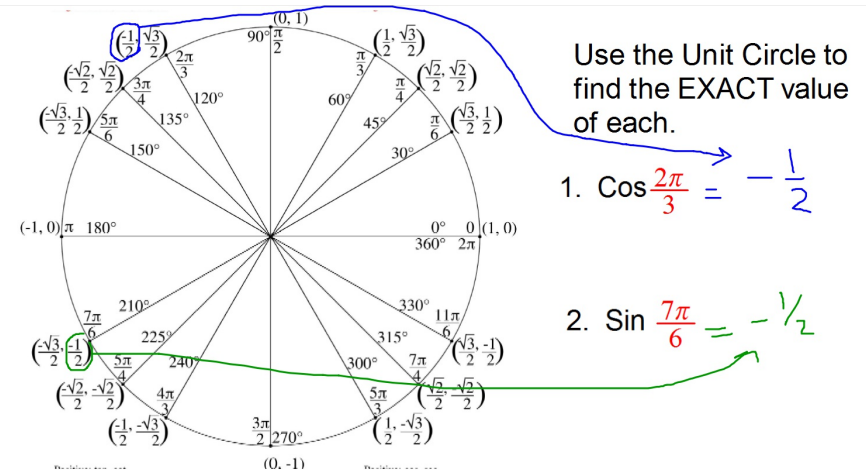 (0, 1)
90° π/2
(-1/2, √3/2)
2π/3
120°
(-√2/2, √2/2)
3π/4
135°
(-√3/2, 1/2)
5π/6
150°
(1/2, √3/2)
π/3
60°
(√2/2, √2/2)
π/4
45°
(√3/2, 1/2)
π/6
30°
(-1, 0) π 180°
0° 0 (1, 0)
360° 2π
210°
7π/6
(-√3/2, -1/2)
225°
5π/4
(-√2/2, -√2/2)
240°
4π/3
(-1/2, -√3/2)
330°
11π/6
(√3/2, -1/2)
315°
7π/4
(√2/2, -√2/2)
300°
5π/3
(1/2, -√3/2)
3π/2 270°
(0, -1)
Use the Unit Circle to
find the EXACT value
of each.
1. Cos 2π/3 = - 1/2
2. Sin 7π/6 = - 1/2